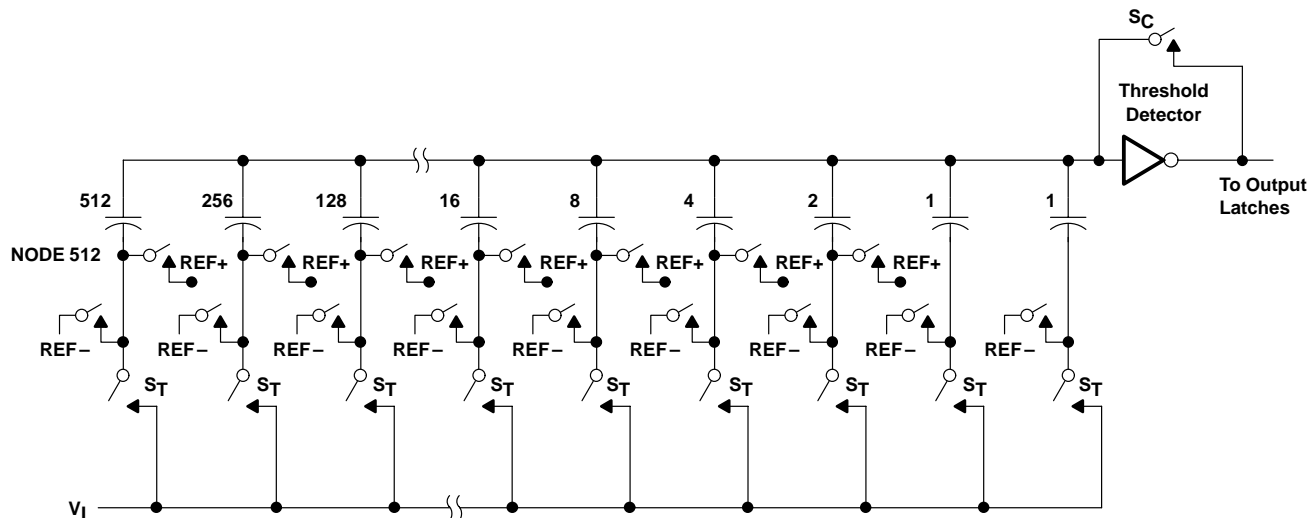 SC
Threshold
Detector
To Output
Latches
512 256 128 16 8 4 2 1 1
NODE 512 REF+ REF+ REF+ REF+ REF+ REF+ REF+
REF− REF− REF− REF− REF− REF− REF− REF− REF−
ST ST ST ST ST ST ST ST ST
VI